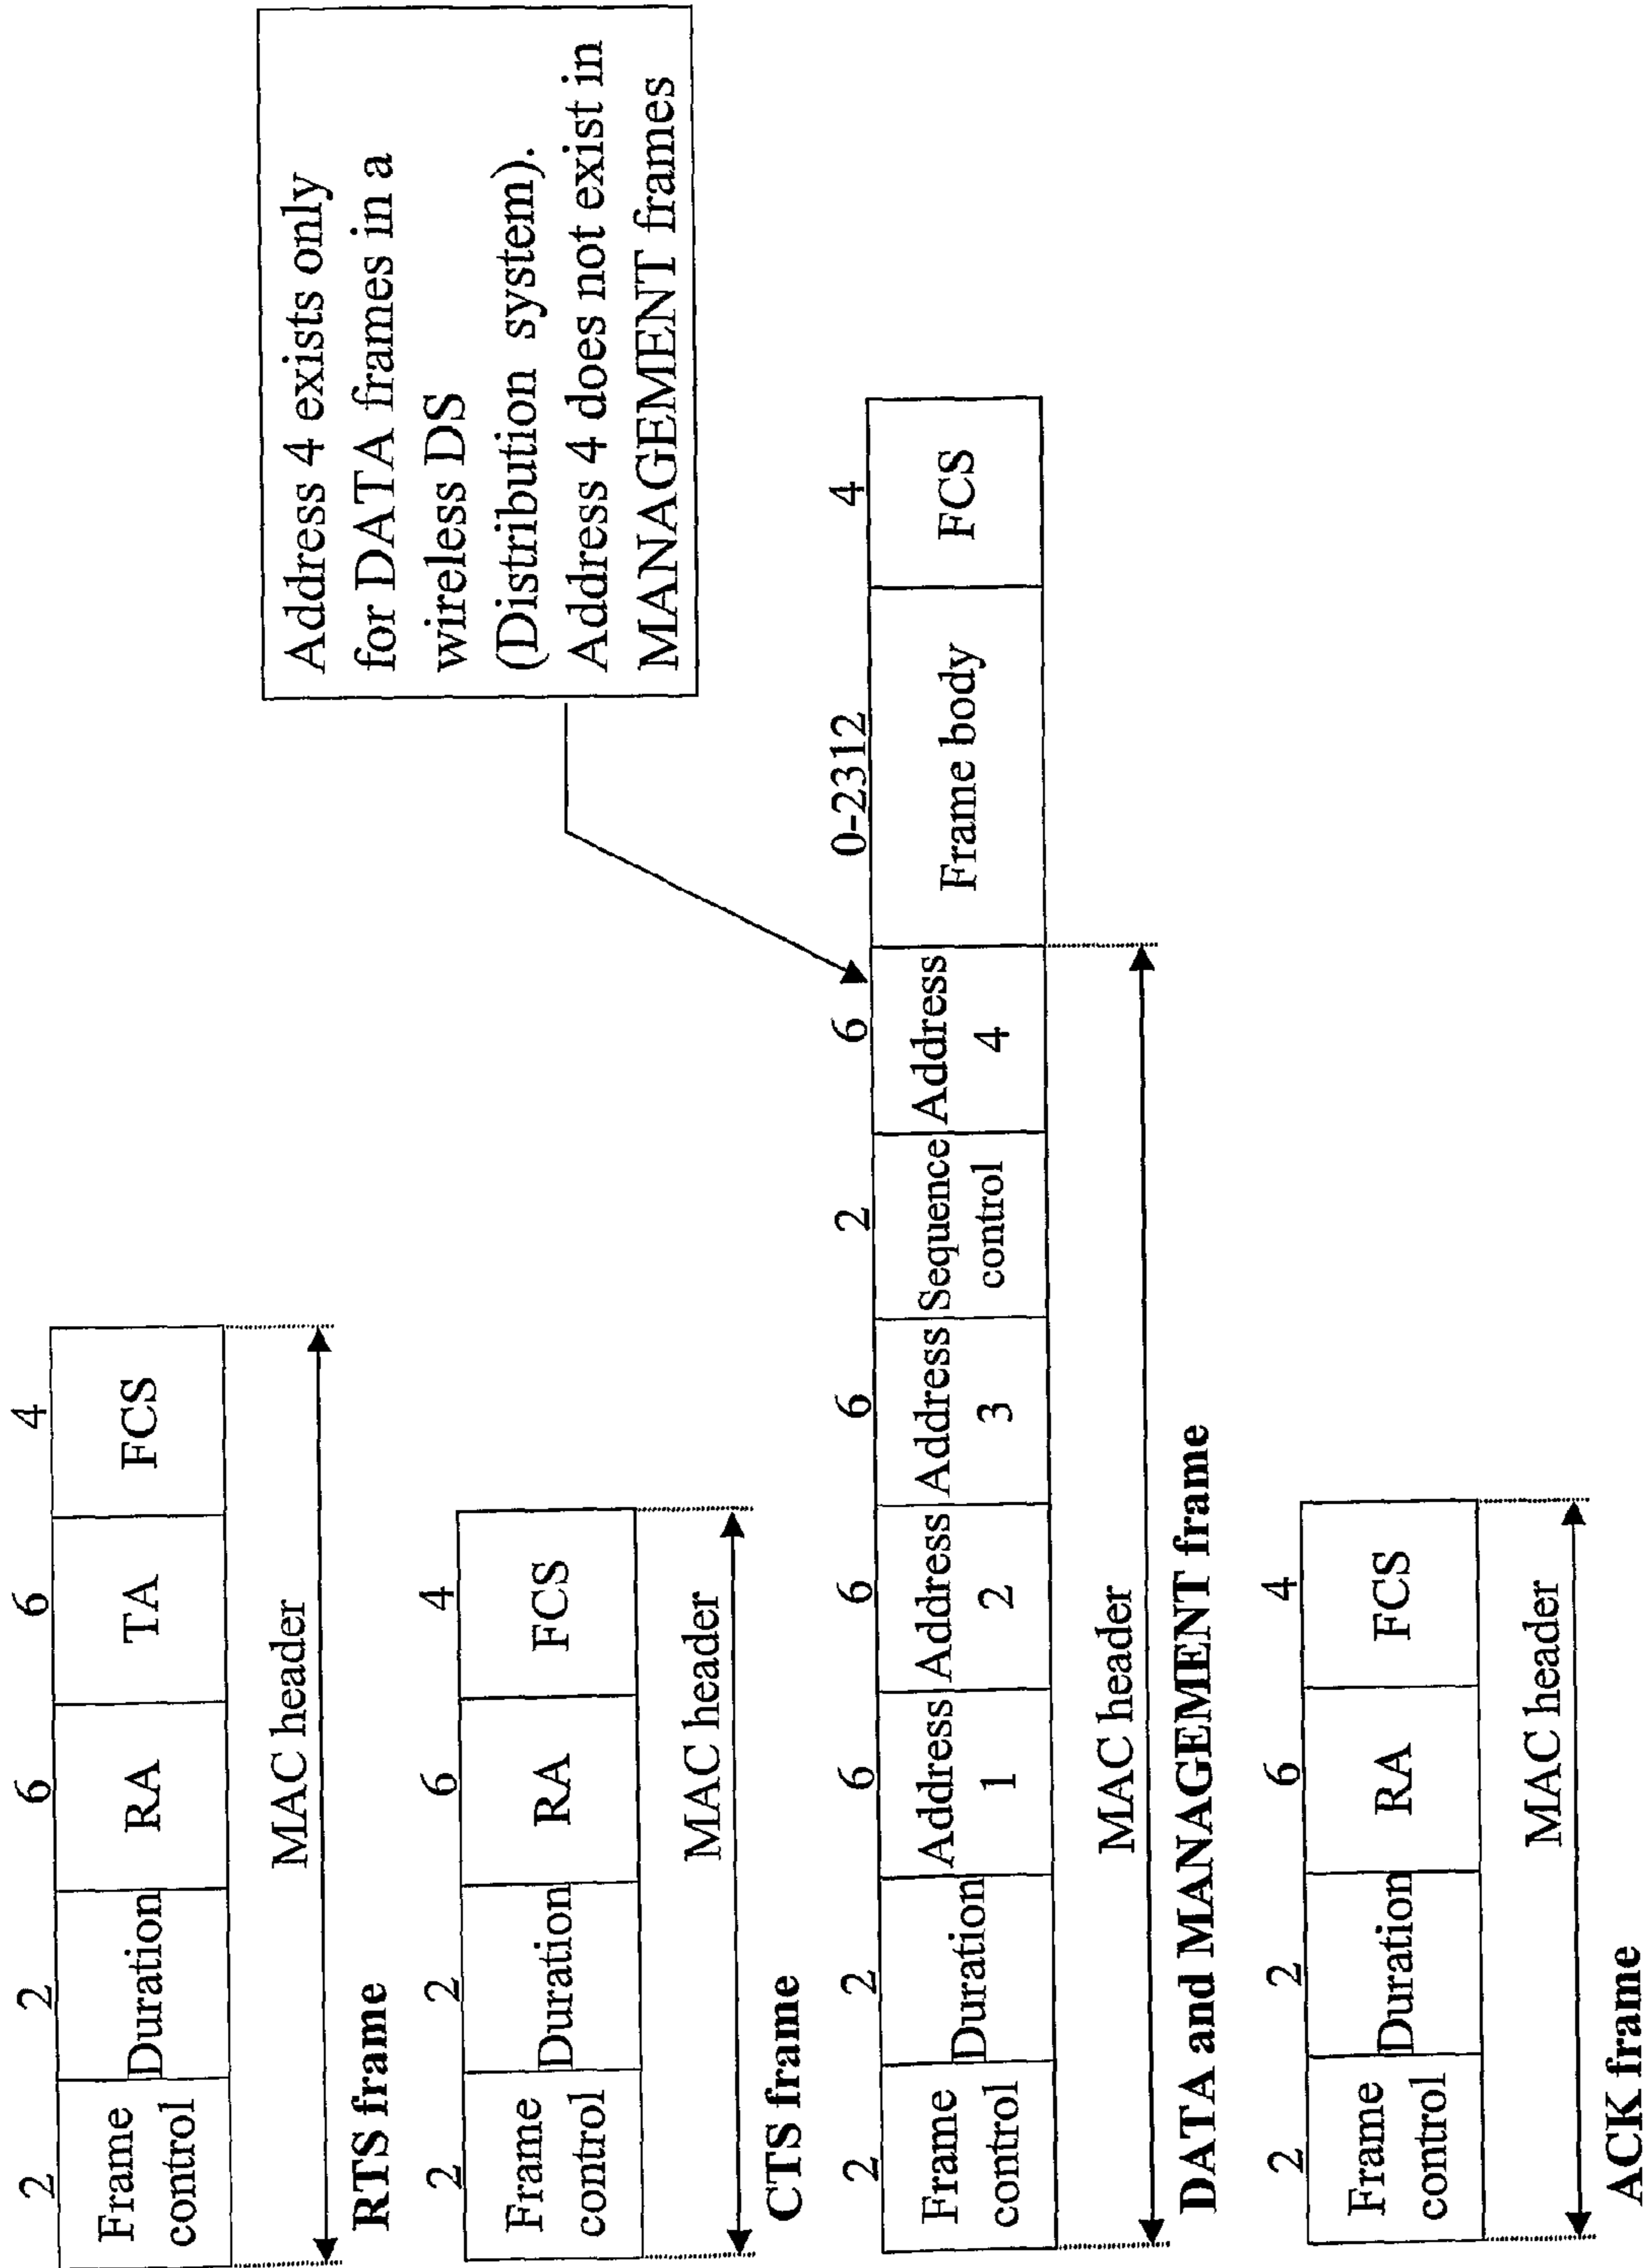 2 2 6 6 4
Frame control Duration RA TA FCS
MAC header
RTS frame
Address 4 exists only
for DATA frames in a
wireless DS
(Distribution system).
Address 4 does not exist in
MANAGEMENT frames
2 2 6 4
Frame control Duration RA FCS
MAC header
CTS frame
2 2 6 6 6 2 6 0-2312 4
Frame control Duration Address 1 Address 2 Address 3 Sequence control Address 4 Frame body FCS
MAC header
DATA and MANAGEMENT frame
2 2 6 4
Frame control Duration RA FCS
MAC header
ACK frame